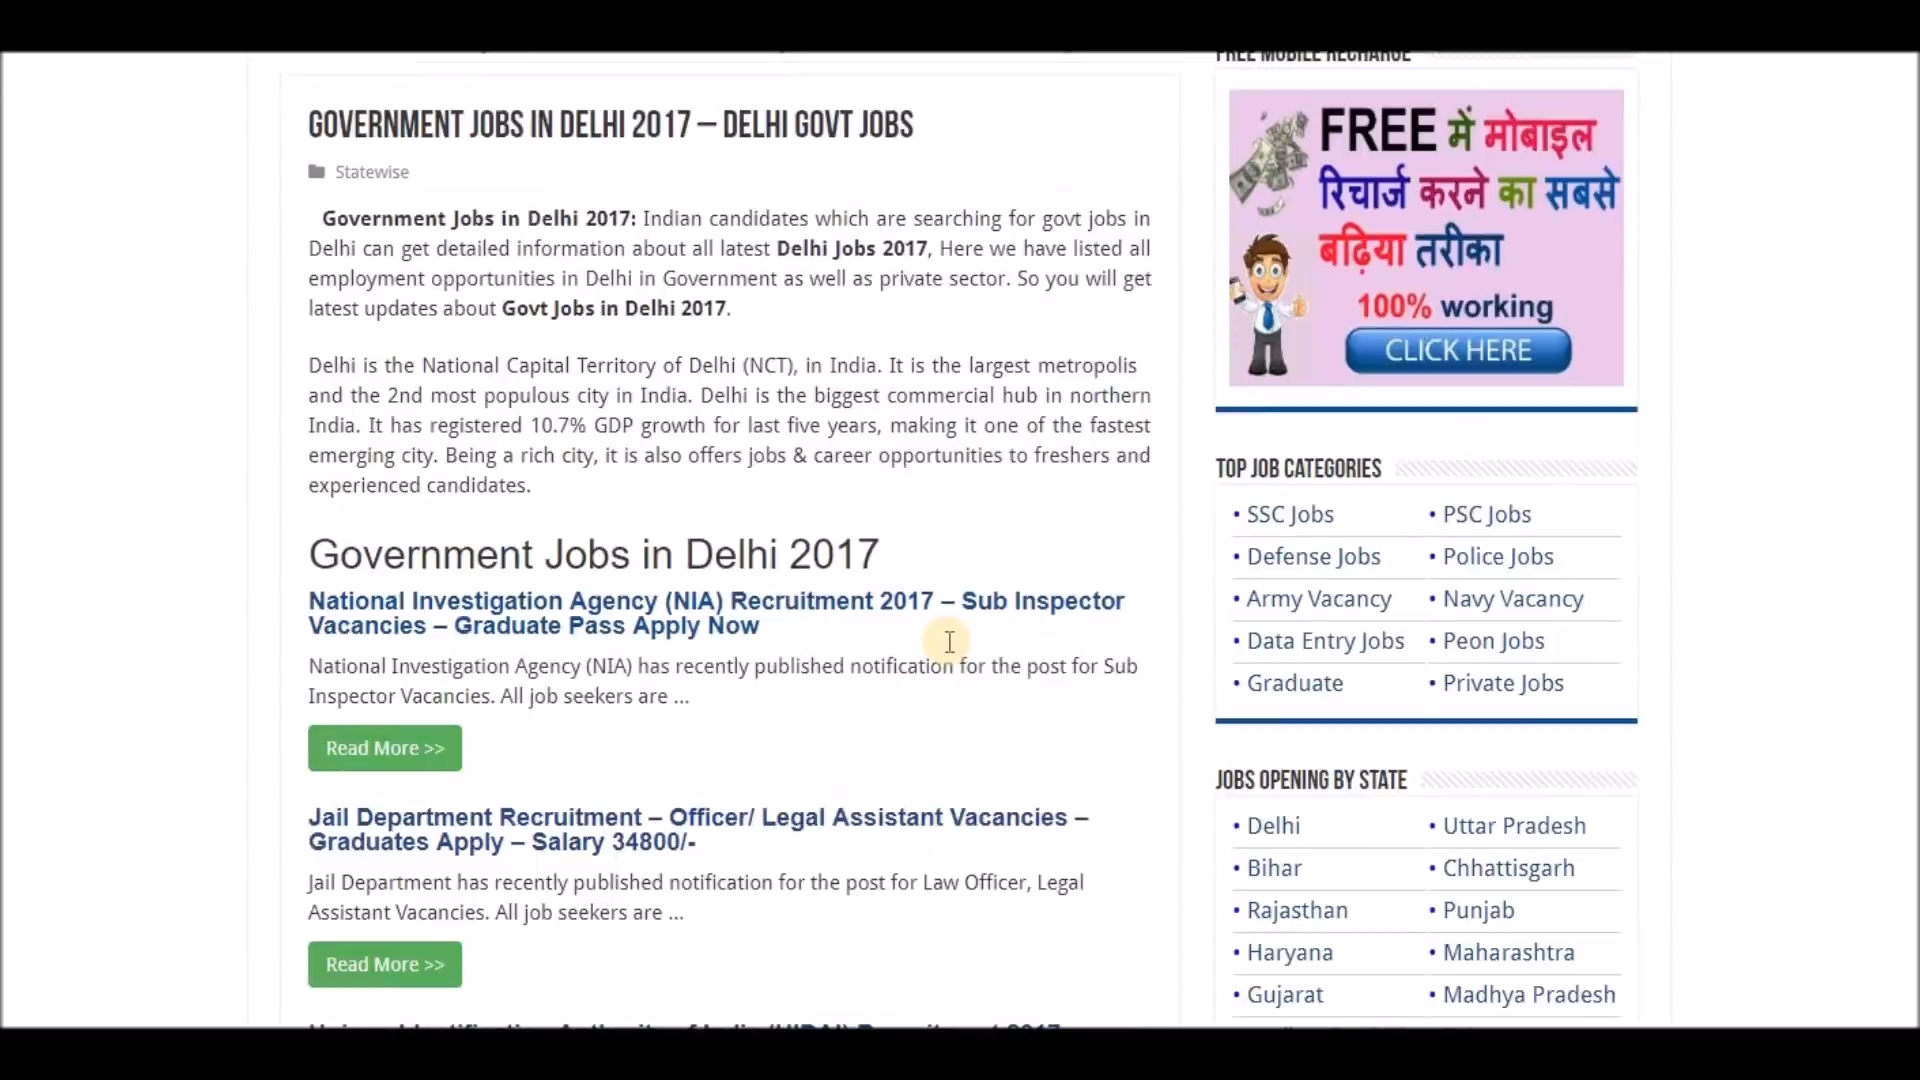 FREE MOBILE RECHARGE
GOVERNMENT JOBS IN DELHI 2017 – DELHI GOVT JOBS
Statewise
Government Jobs in Delhi 2017: Indian candidates which are searching for govt jobs in
Delhi can get detailed information about all latest Delhi Jobs 2017, Here we have listed all
employment opportunities in Delhi in Government as well as private sector. So you will get
latest updates about Govt Jobs in Delhi 2017.
Delhi is the National Capital Territory of Delhi (NCT), in India. It is the largest metropolis
and the 2nd most populous city in India. Delhi is the biggest commercial hub in northern
India. It has registered 10.7% GDP growth for last five years, making it one of the fastest
emerging city. Being a rich city, it is also offers jobs & career opportunities to freshers and
experienced candidates.
Government Jobs in Delhi 2017
National Investigation Agency (NIA) Recruitment 2017 – Sub Inspector
Vacancies – Graduate Pass Apply Now
National Investigation Agency (NIA) has recently published notification for the post for Sub
Inspector Vacancies. All job seekers are ...
Read More >>
Jail Department Recruitment – Officer/ Legal Assistant Vacancies –
Graduates Apply – Salary 34800/-
Jail Department has recently published notification for the post for Law Officer, Legal
Assistant Vacancies. All job seekers are ...
Read More >>
FREE में मोबाइल
रिचार्ज करने का सबसे
बढ़िया तरीका
100% working
CLICK HERE
TOP JOB CATEGORIES
• SSC Jobs • PSC Jobs
• Defense Jobs • Police Jobs
• Army Vacancy • Navy Vacancy
• Data Entry Jobs • Peon Jobs
• Graduate • Private Jobs
JOBS OPENING BY STATE
• Delhi • Uttar Pradesh
• Bihar • Chhattisgarh
• Rajasthan • Punjab
• Haryana • Maharashtra
• Gujarat • Madhya Pradesh